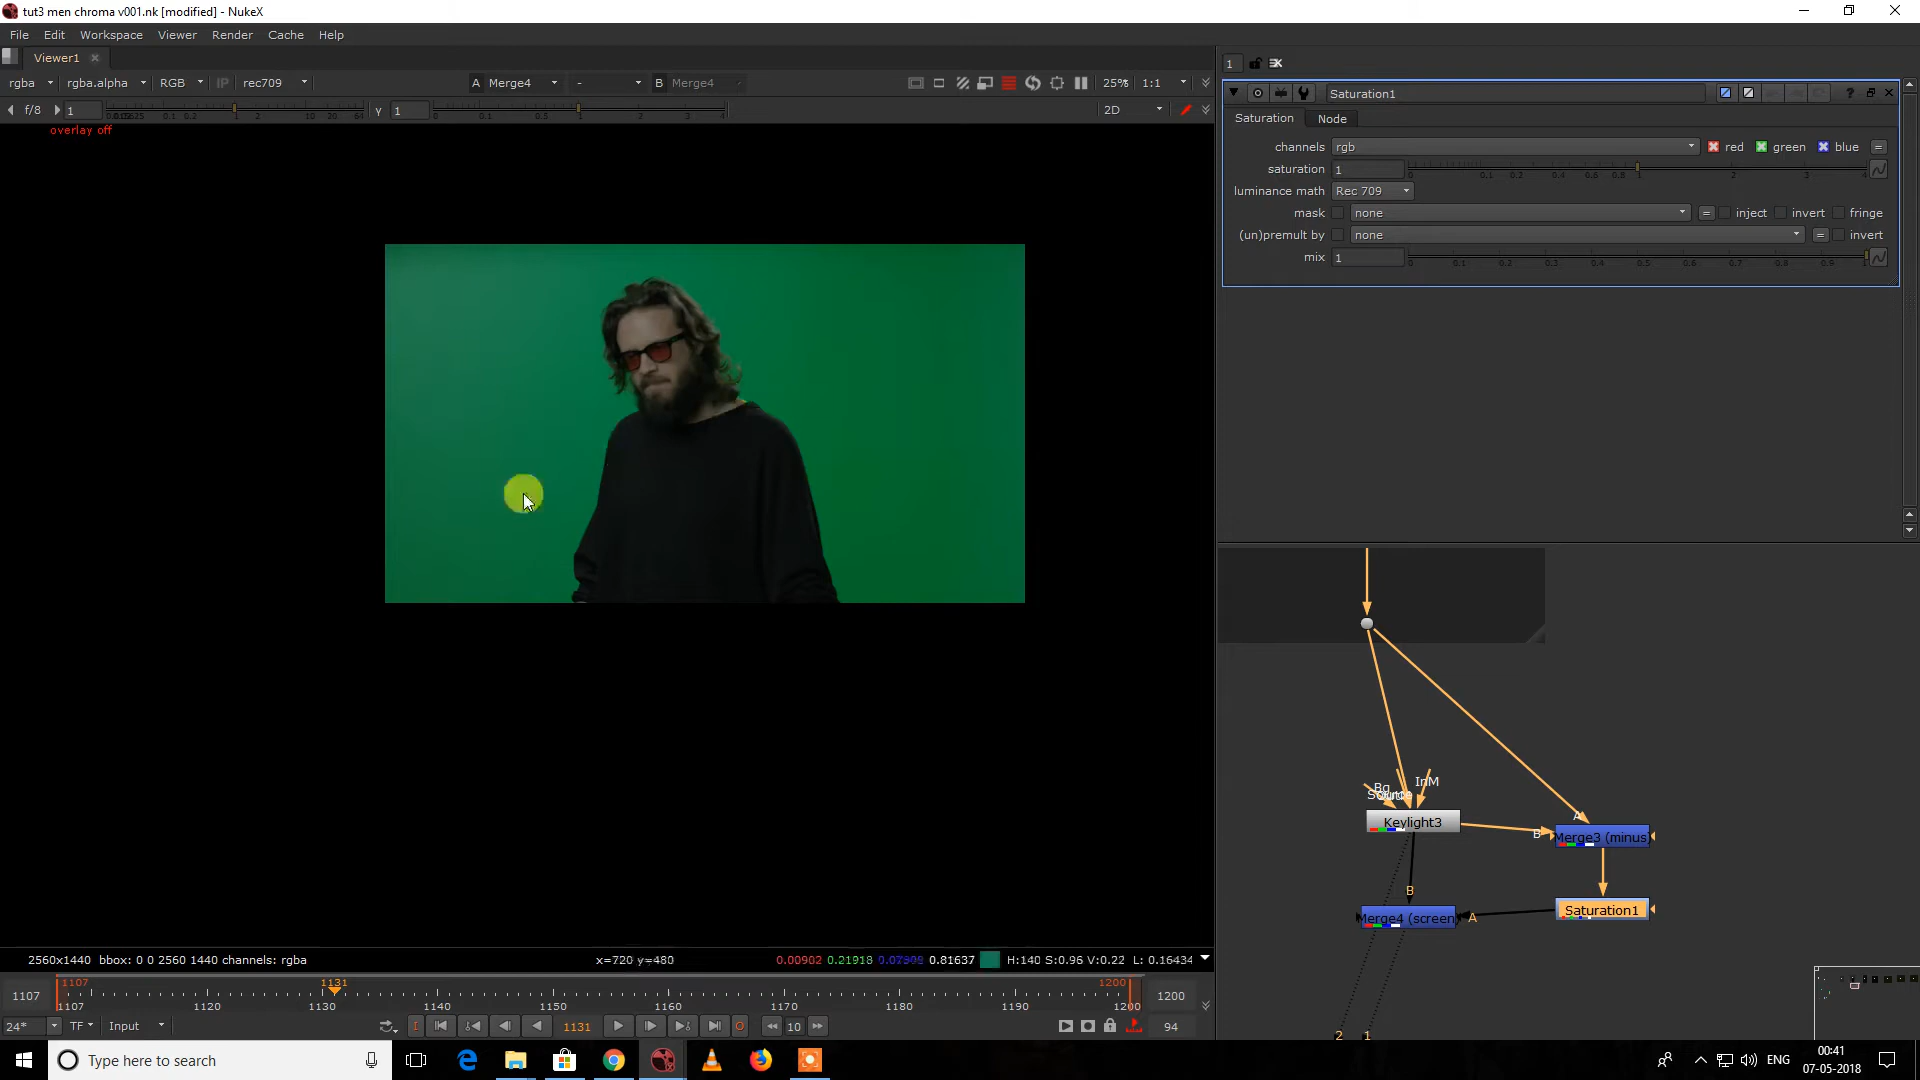 tut3 men chroma v001.nk [modified] - NukeX
File Edit Workspace Viewer Render Cache Help
Viewer1
rgba rgba.alpha RGB IP rec709 A Merge4 - B Merge4 25% 1:1
f/8 1 Y 1 2D
overlay off
1
Saturation1
Saturation Node
channels rgb red green blue =
saturation 1
luminance math Rec 709
mask none = inject invert fringe
(un)premult by none = invert
mix 1
InM
Bg
Keylight3
A
B
Merge3 (minus)
B
Merge4 (screen
A
Saturation1
2 1
2560x1440 bbox: 0 0 2560 1440 channels: rgba x=720 y=480 0.00902 0.21918 0.81637 H:140 S:0.96 V:0.22 L: 0.16434
1107 1131 1200
1107 1107 1120 1130 1140 1150 1160 1170 1180 1190 1200 1200
24* TF Input 1131 10 94
Type here to search
ENG
00:41
07-05-2018